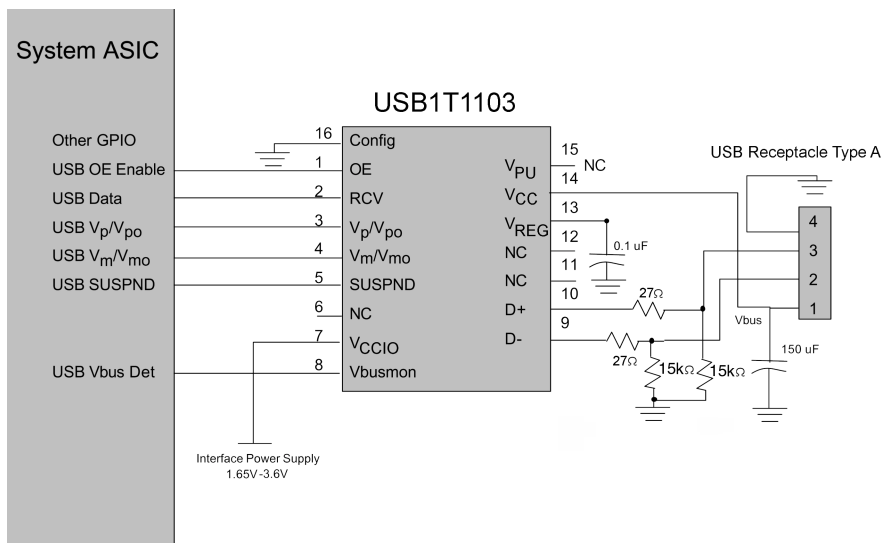 System ASIC
USB1T1103
Other GPIO
USB OE Enable
USB Data
USB Vp/Vpo
USB Vm/Vmo
USB SUSPND
USB Vbus Det
16
1
2
3
4
5
6
7
8
Config
OE
RCV
Vp/Vpo
Vm/Vmo
SUSPND
NC
VCCIO
Vbusmon
Interface Power Supply
1.65V-3.6V
15
VPU
NC
14
VCC
13
VREG
12
NC
11
NC
10
D+
9
D-
0.1 uF
27Ω
27Ω
15kΩ
15kΩ
Vbus
150 uF
USB Receptacle Type A
4
3
2
1